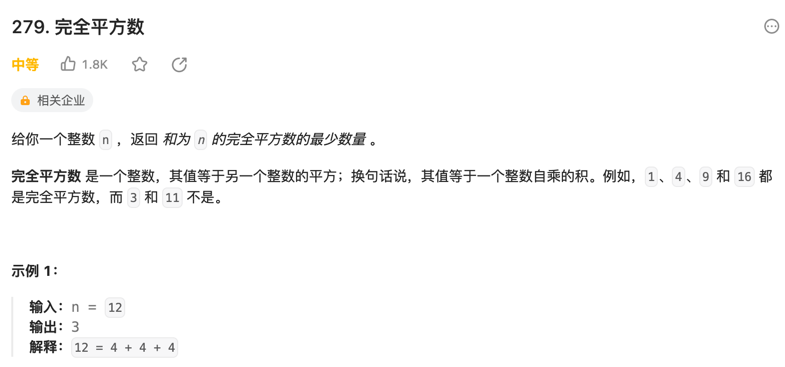 279. 完全平方数
中等 1.8K
相关企业
给你一个整数 n ，返回 和为 n 的完全平方数的最少数量 。
完全平方数 是一个整数，其值等于另一个整数的平方；换句话说，其值等于一个整数自乘的积。例如，1 、4 、9 和 16 都
是完全平方数，而 3 和 11 不是。
示例 1：
输入：n = 12
输出：3
解释：12 = 4 + 4 + 4